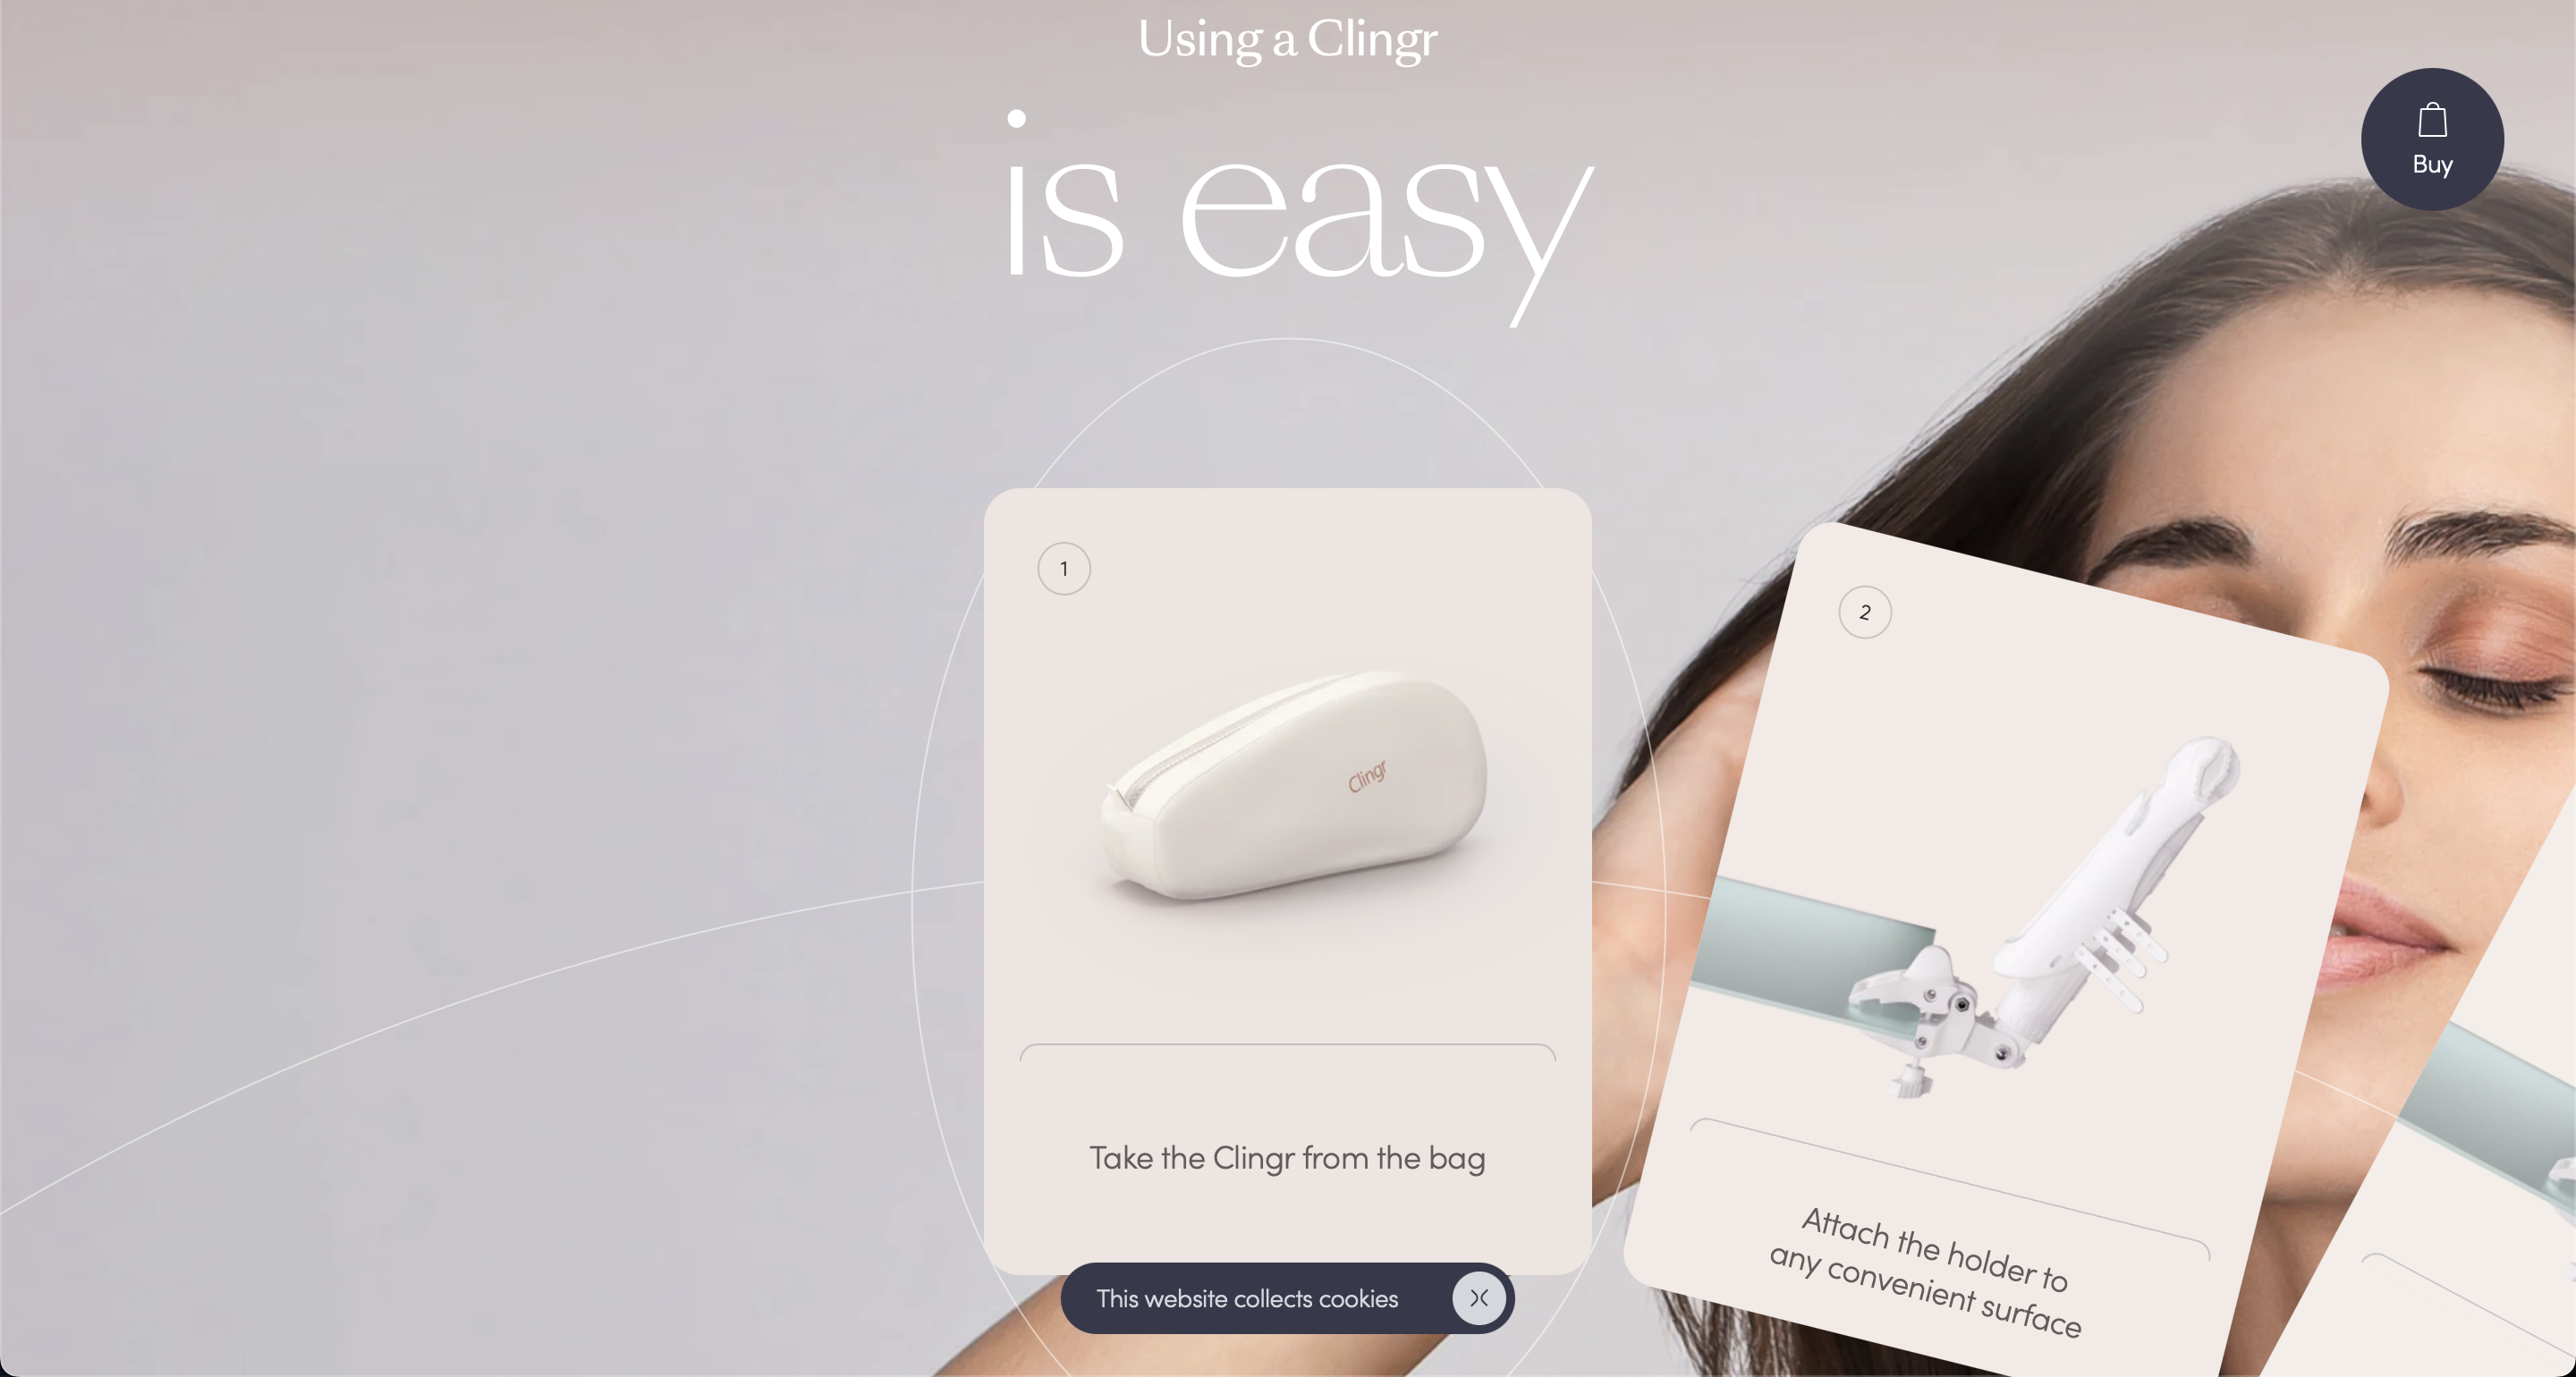 Using a Clingr
is easy
Buy
1
Clingr
Take the Clingr from the bag
2
Attach the holder to
any convenient surface
This website collects cookies